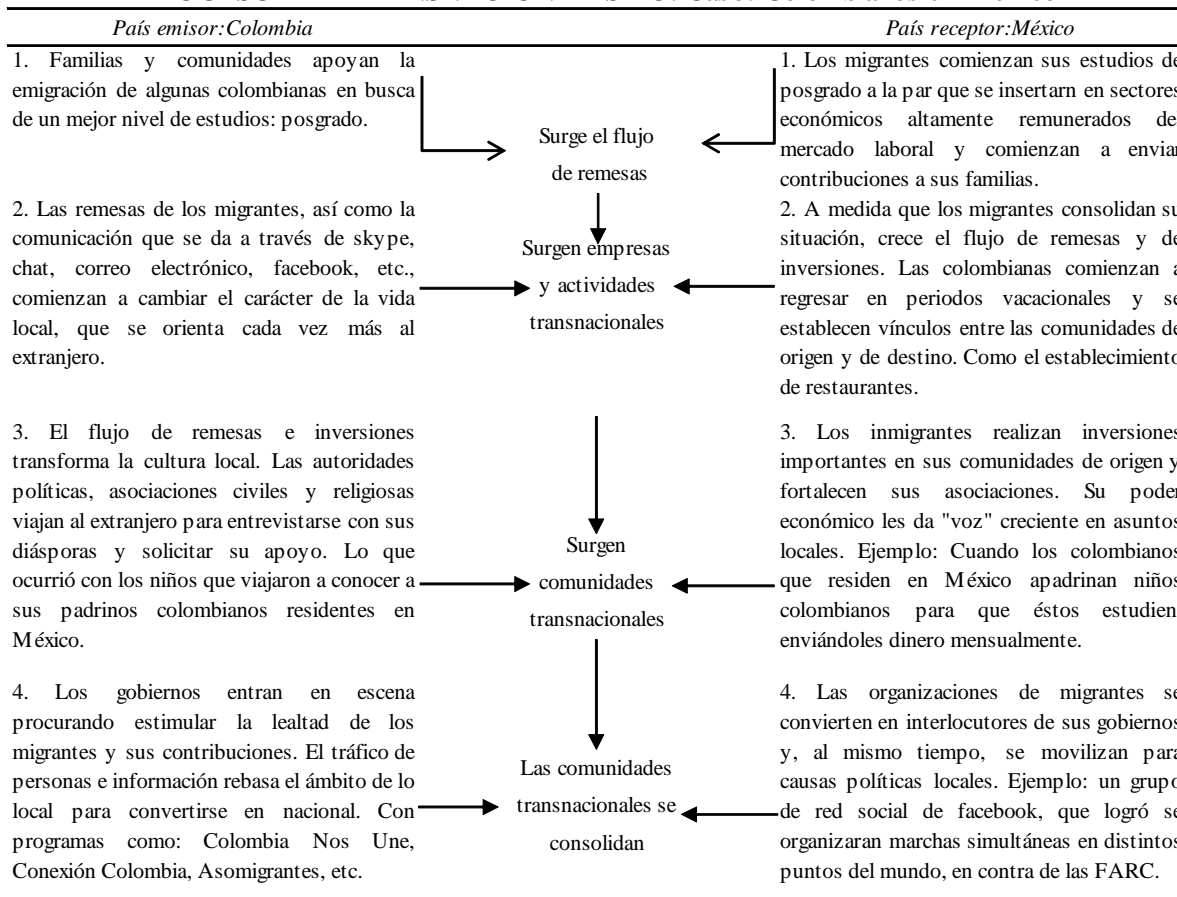 País emisor:Colombia
1. Familias y comunidades apoyan la
emigración de algunas colombianas en busca
de un mejor nivel de estudios: posgrado.
2. Las remesas de los migrantes, así como la
comunicación que se da a través de skype,
chat, correo electrónico, facebook, etc.,
comienzan a cambiar el carácter de la vida
local, que se orienta cada vez más al
extranjero.
3. El flujo de remesas e inversiones
transforma la cultura local. Las autoridades
políticas, asociaciones civiles y religiosas
viajan al extranjero para entrevistarse con sus
diásporas y solicitar su apoyo. Lo que
ocurrió con los niños que viajaron a conocer a
sus padrinos colombianos residentes en
México.
4. Los gobiernos entran en escena
procurando estimular la lealtad de los
migrantes y sus contribuciones. El tráfico de
personas e información rebasa el ámbito de lo
local para convertirse en nacional. Con
programas como: Colombia Nos Une,
Conexión Colombia, Asomigrantes, etc.
Surge el flujo
de remesas
Surgen empresas
y actividades
transnacionales
Surgen
comunidades
transnacionales
Las comunidades
transnacionales se
consolidan
País receptor:México
1. Los migrantes comienzan sus estudios de
posgrado a la par que se insertarn en sectores
económicos altamente remunerados de
mercado laboral y comienzan a enviar
contribuciones a sus familias.
2. A medida que los migrantes consolidan su
situación, crece el flujo de remesas y de
inversiones. Las colombianas comienzan a
regresar en periodos vacacionales y se
establecen vínculos entre las comunidades de
origen y de destino. Como el establecimiento
de restaurantes.
3. Los inmigrantes realizan inversiones
importantes en sus comunidades de origen y
fortalecen sus asociaciones. Su poder
económico les da "voz" creciente en asuntos
locales. Ejemplo: Cuando los colombianos
que residen en México apadrinan niños
colombianos para que éstos estudien
enviándoles dinero mensualmente.
4. Las organizaciones de migrantes se
convierten en interlocutores de sus gobiernos
y, al mismo tiempo, se movilizan para
causas políticas locales. Ejemplo: un grupo
de red social de facebook, que logró se
organizaran marchas simultáneas en distintos
puntos del mundo, en contra de las FARC.